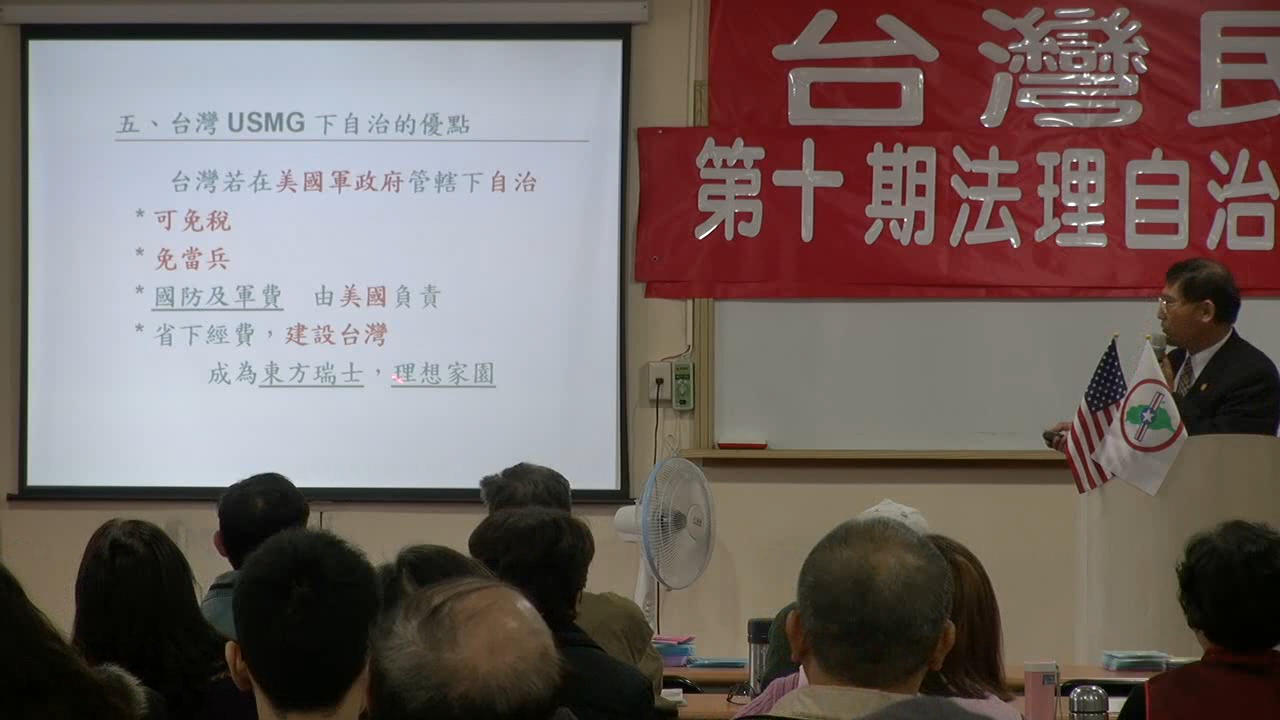 五、台灣 USMG 下自治的優點
台灣若在美國軍政府管轄下自治
* 可免稅
* 免當兵
* 國防及軍費 由美國負責
* 省下經費，建設台灣
成為東方瑞士，理想家園
台灣民
第十期法理自治